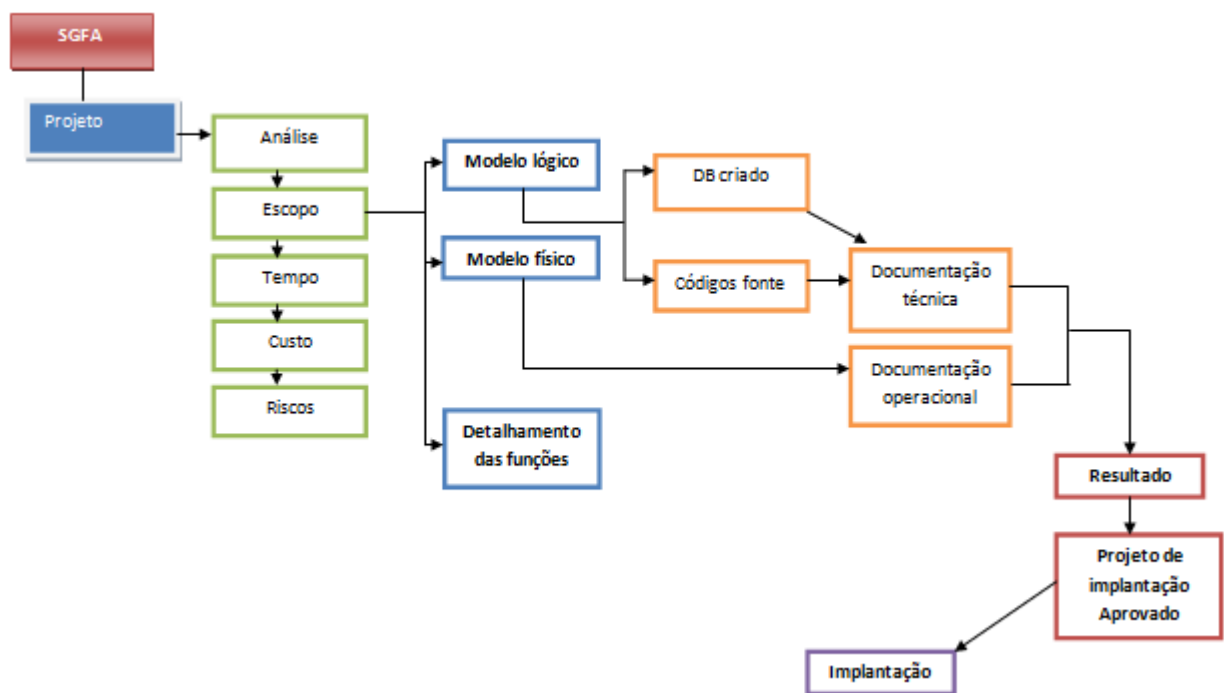 SGFA
Projeto
Análise
Escopo
Tempo
Custo
Riscos
Modelo lógico
Modelo físico
Detalhamento
das funções
DB criado
Códigos fonte
Documentação
técnica
Documentação
operacional
Resultado
Projeto de
implantação
Aprovado
Implantação